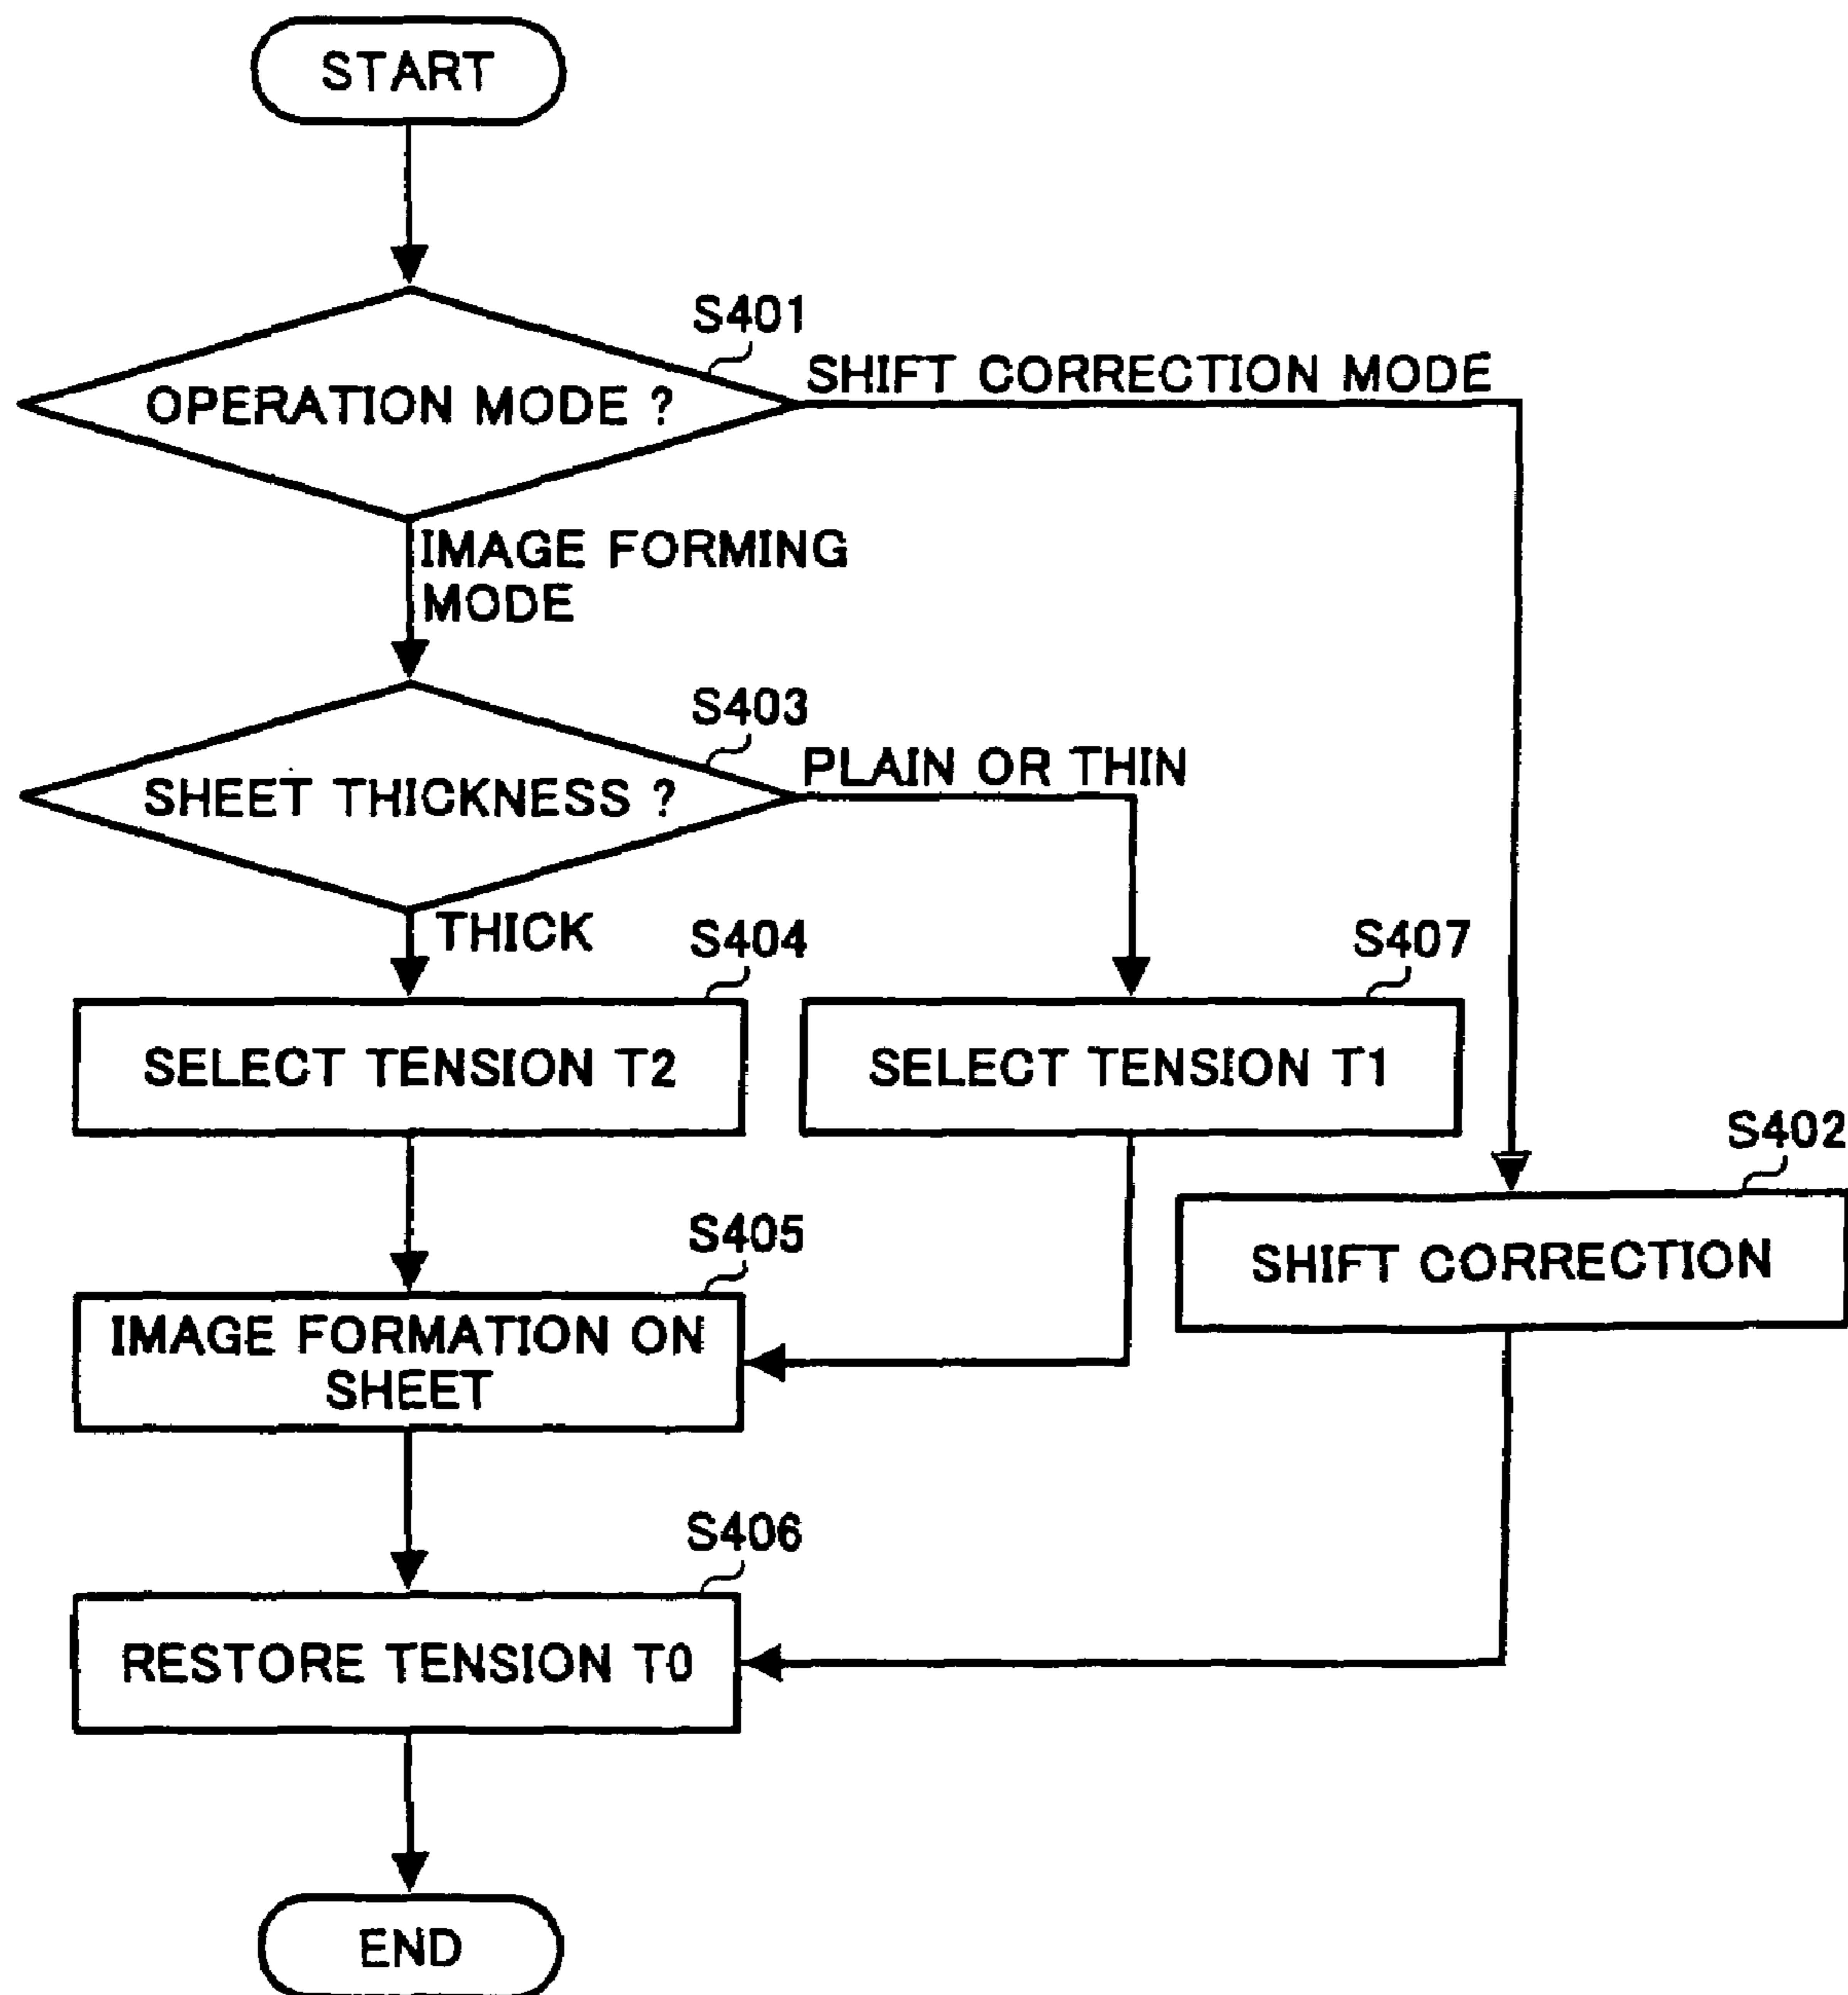 START
S401
OPERATION MODE ?
SHIFT CORRECTION MODE
IMAGE FORMING
MODE
S403
SHEET THICKNESS ?
PLAIN OR THIN
THICK
S404
S407
SELECT TENSION T2
SELECT TENSION T1
S402
SHIFT CORRECTION
S405
IMAGE FORMATION ON
SHEET
S406
RESTORE TENSION T0
END